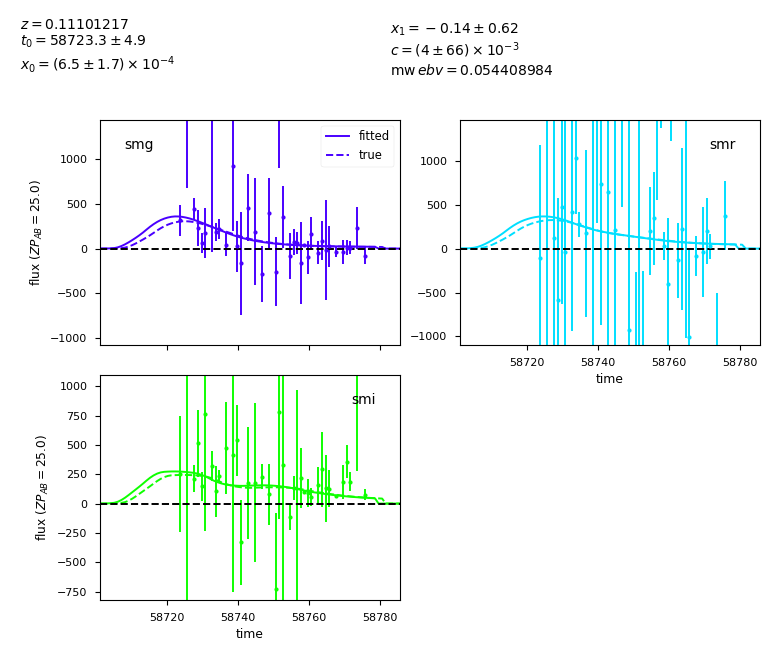 z = 0.11101217
t₀ = 58723.3 ± 4.9
x₀ = (6.5 ± 1.7) × 10⁻⁴
x₁ = −0.14 ± 0.62
c = (4 ± 66) × 10⁻³
mw ebv = 0.054408984
smg
fitted
true
1000
500
0
−500
−1000
flux (ZP_AB = 25.0)
smr
1000
500
0
−500
−1000
58720 58740 58760 58780
time
smi
1000
750
500
250
0
−250
−500
−750
flux (ZP_AB = 25.0)
58720 58740 58760 58780
time